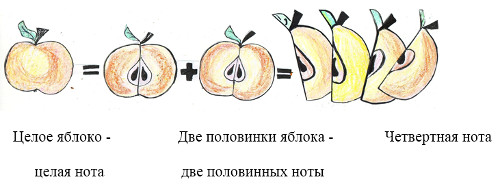 Целое яблоко - Две половинки яблока - Четвертная нота
целая нота две половинных ноты